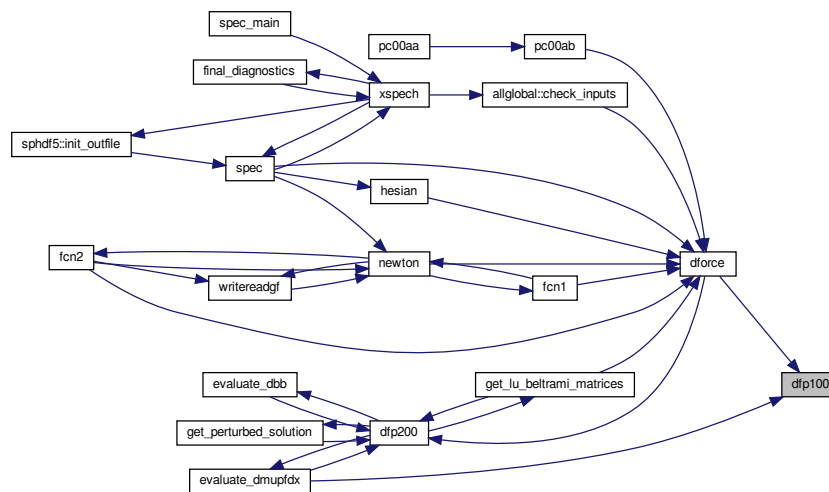 spec_main
pc00aa
pc00ab
final_diagnostics
xspech
allglobal::check_inputs
sphdf5::init_outfile
spec
hesian
fcn2
newton
dforce
writereadgf
fcn1
evaluate_dbb
get_lu_beltrami_matrices
dfp100
get_perturbed_solution
dfp200
evaluate_dmupfdx